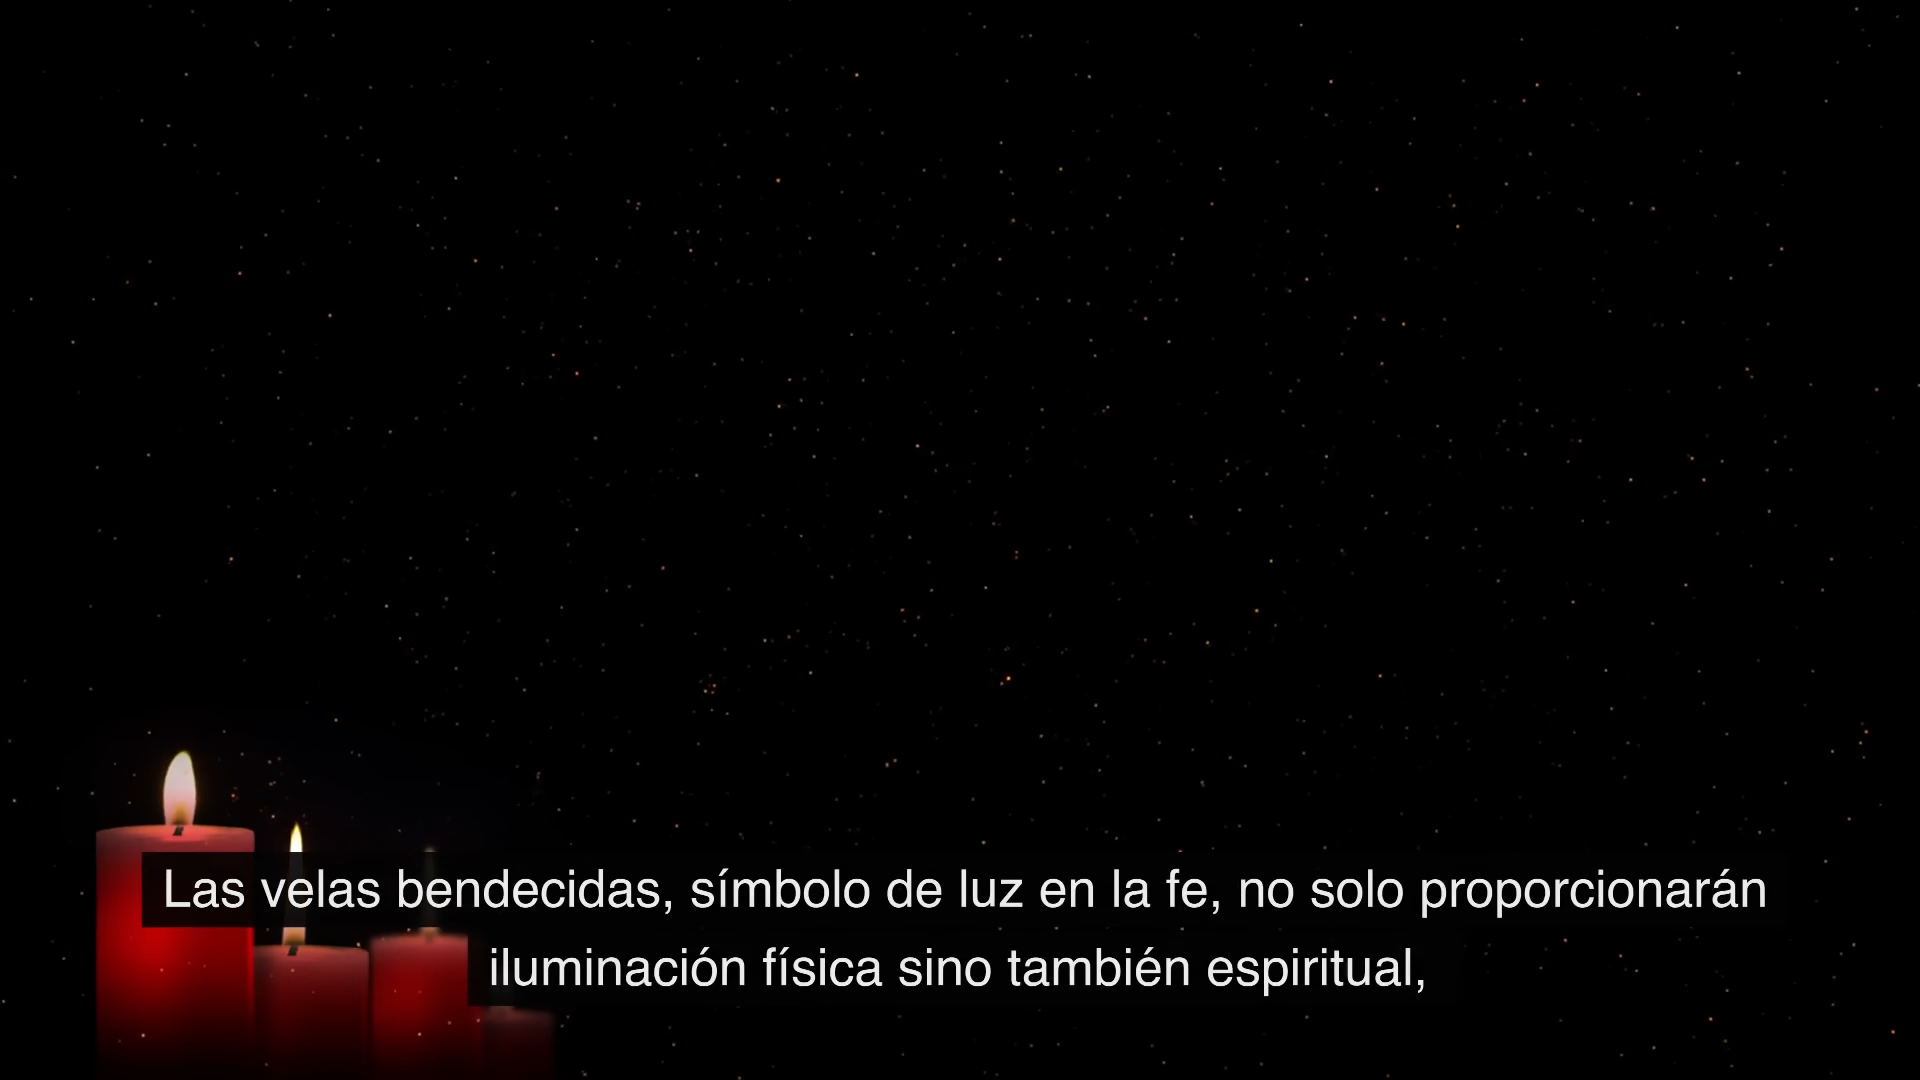 Las velas bendecidas, símbolo de luz en la fe, no solo proporcionarán
iluminación física sino también espiritual,